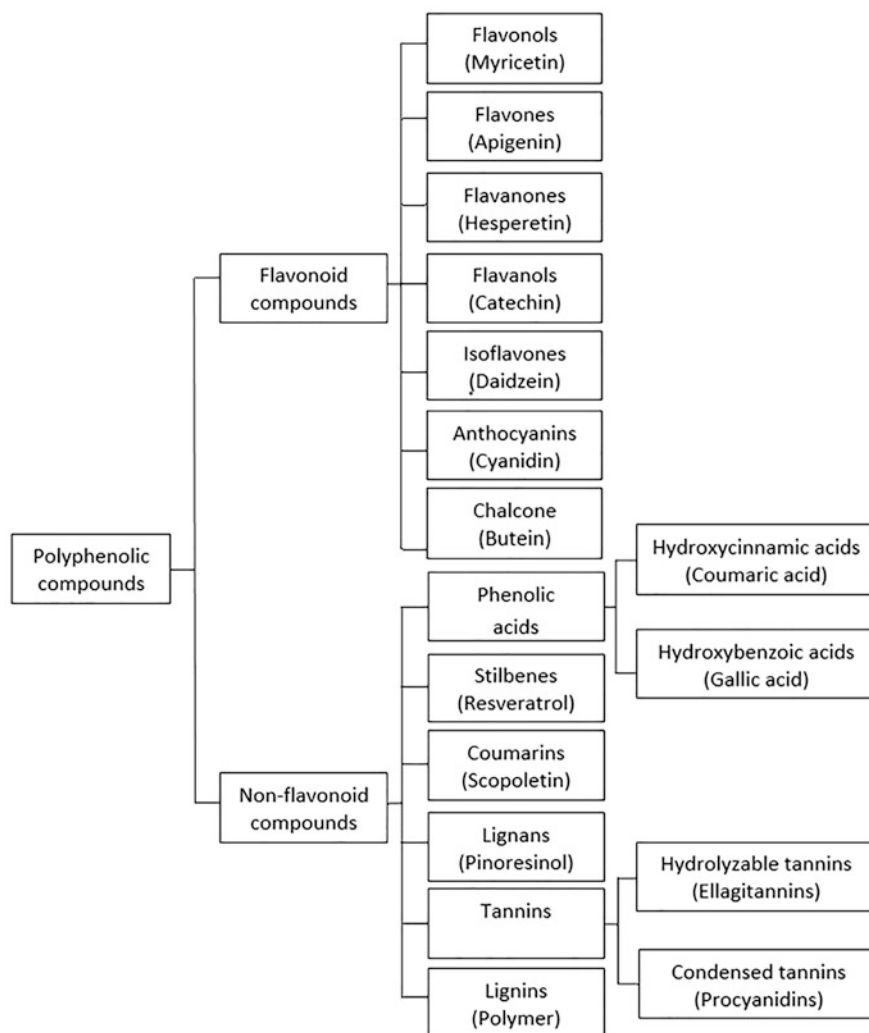 Flavonols
(Myricetin)
Flavones
(Apigenin)
Flavanones
(Hesperetin)
Flavonoid
compounds
Flavanols
(Catechin)
Isoflavones
(Daidzein)
Anthocyanins
(Cyanidin)
Chalcone
(Butein)
Polyphenolic
compounds
Hydroxycinnamic acids
(Coumaric acid)
Phenolic
acids
Hydroxybenzoic acids
(Gallic acid)
Stilbenes
(Resveratrol)
Coumarins
(Scopoletin)
Non-flavonoid
compounds
Lignans
(Pinoresinol)
Hydrolyzable tannins
(Ellagitannins)
Tannins
Condensed tannins
(Procyanidins)
Lignins
(Polymer)